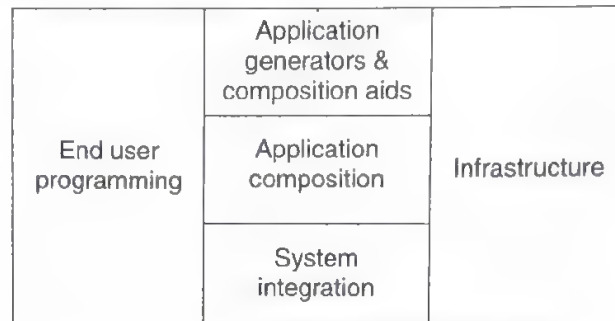 End user
programming
Application
generators &
composition aids
Application
composition
System
integration
Infrastructure